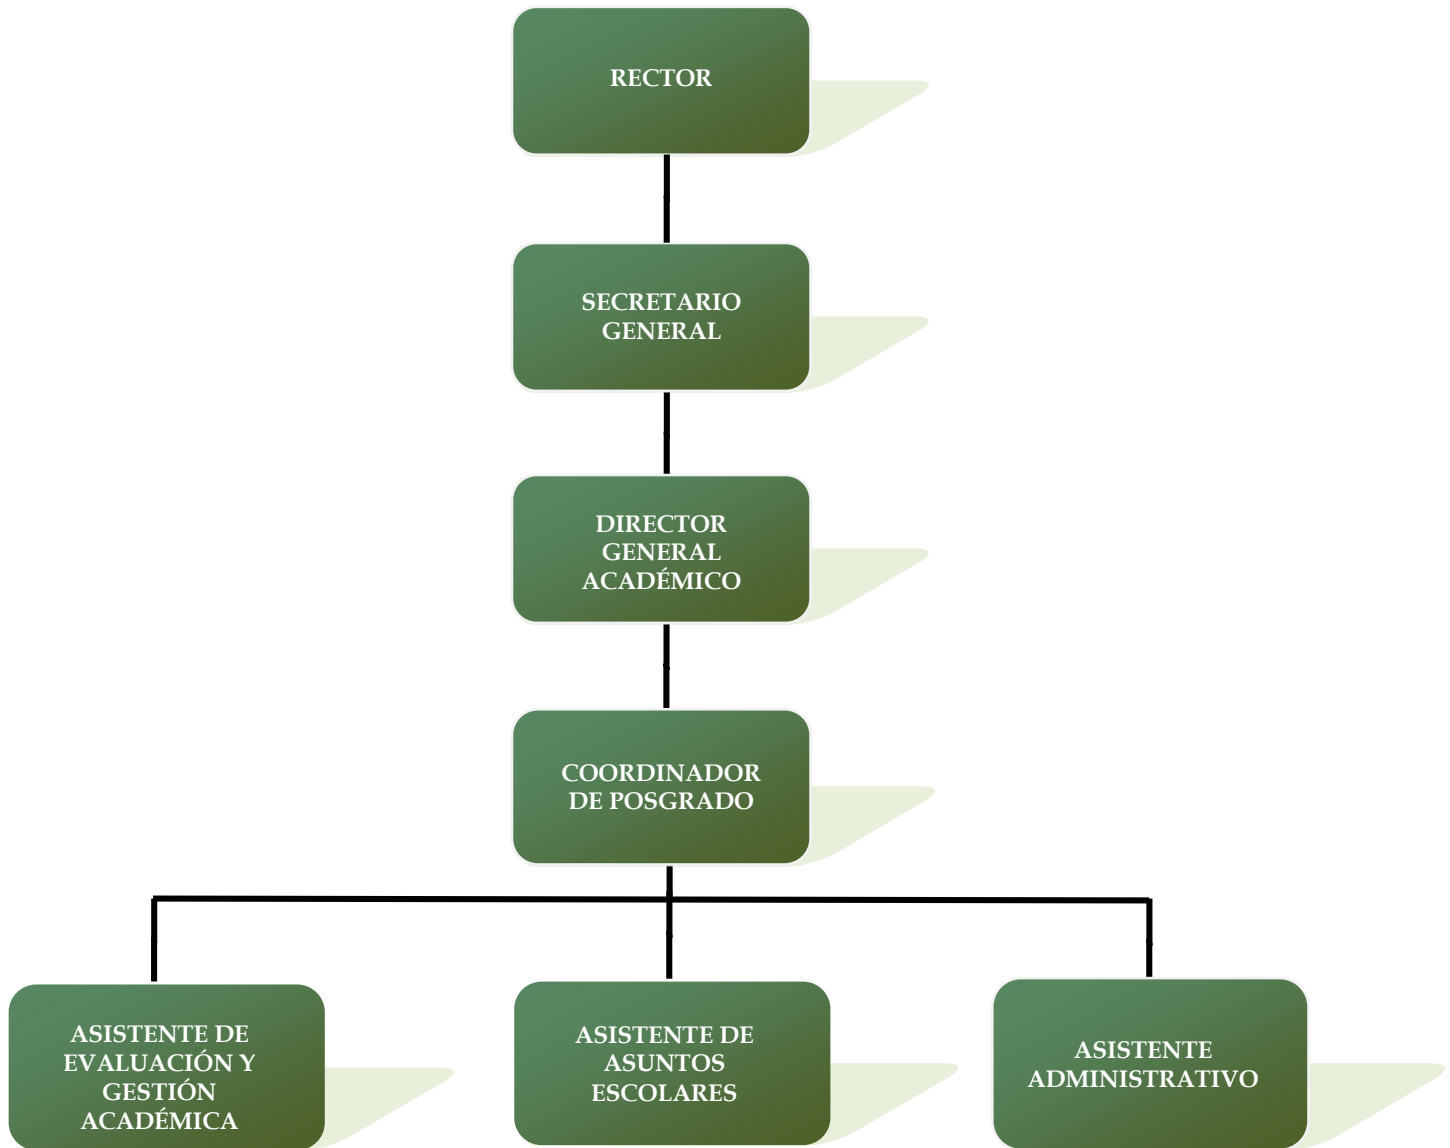 RECTOR
SECRETARIO
GENERAL
DIRECTOR
GENERAL
ACADÉMICO
COORDINADOR
DE POSGRADO
ASISTENTE DE
EVALUACIÓN Y
GESTIÓN
ACADÉMICA
ASISTENTE DE
ASUNTOS
ESCOLARES
ASISTENTE
ADMINISTRATIVO